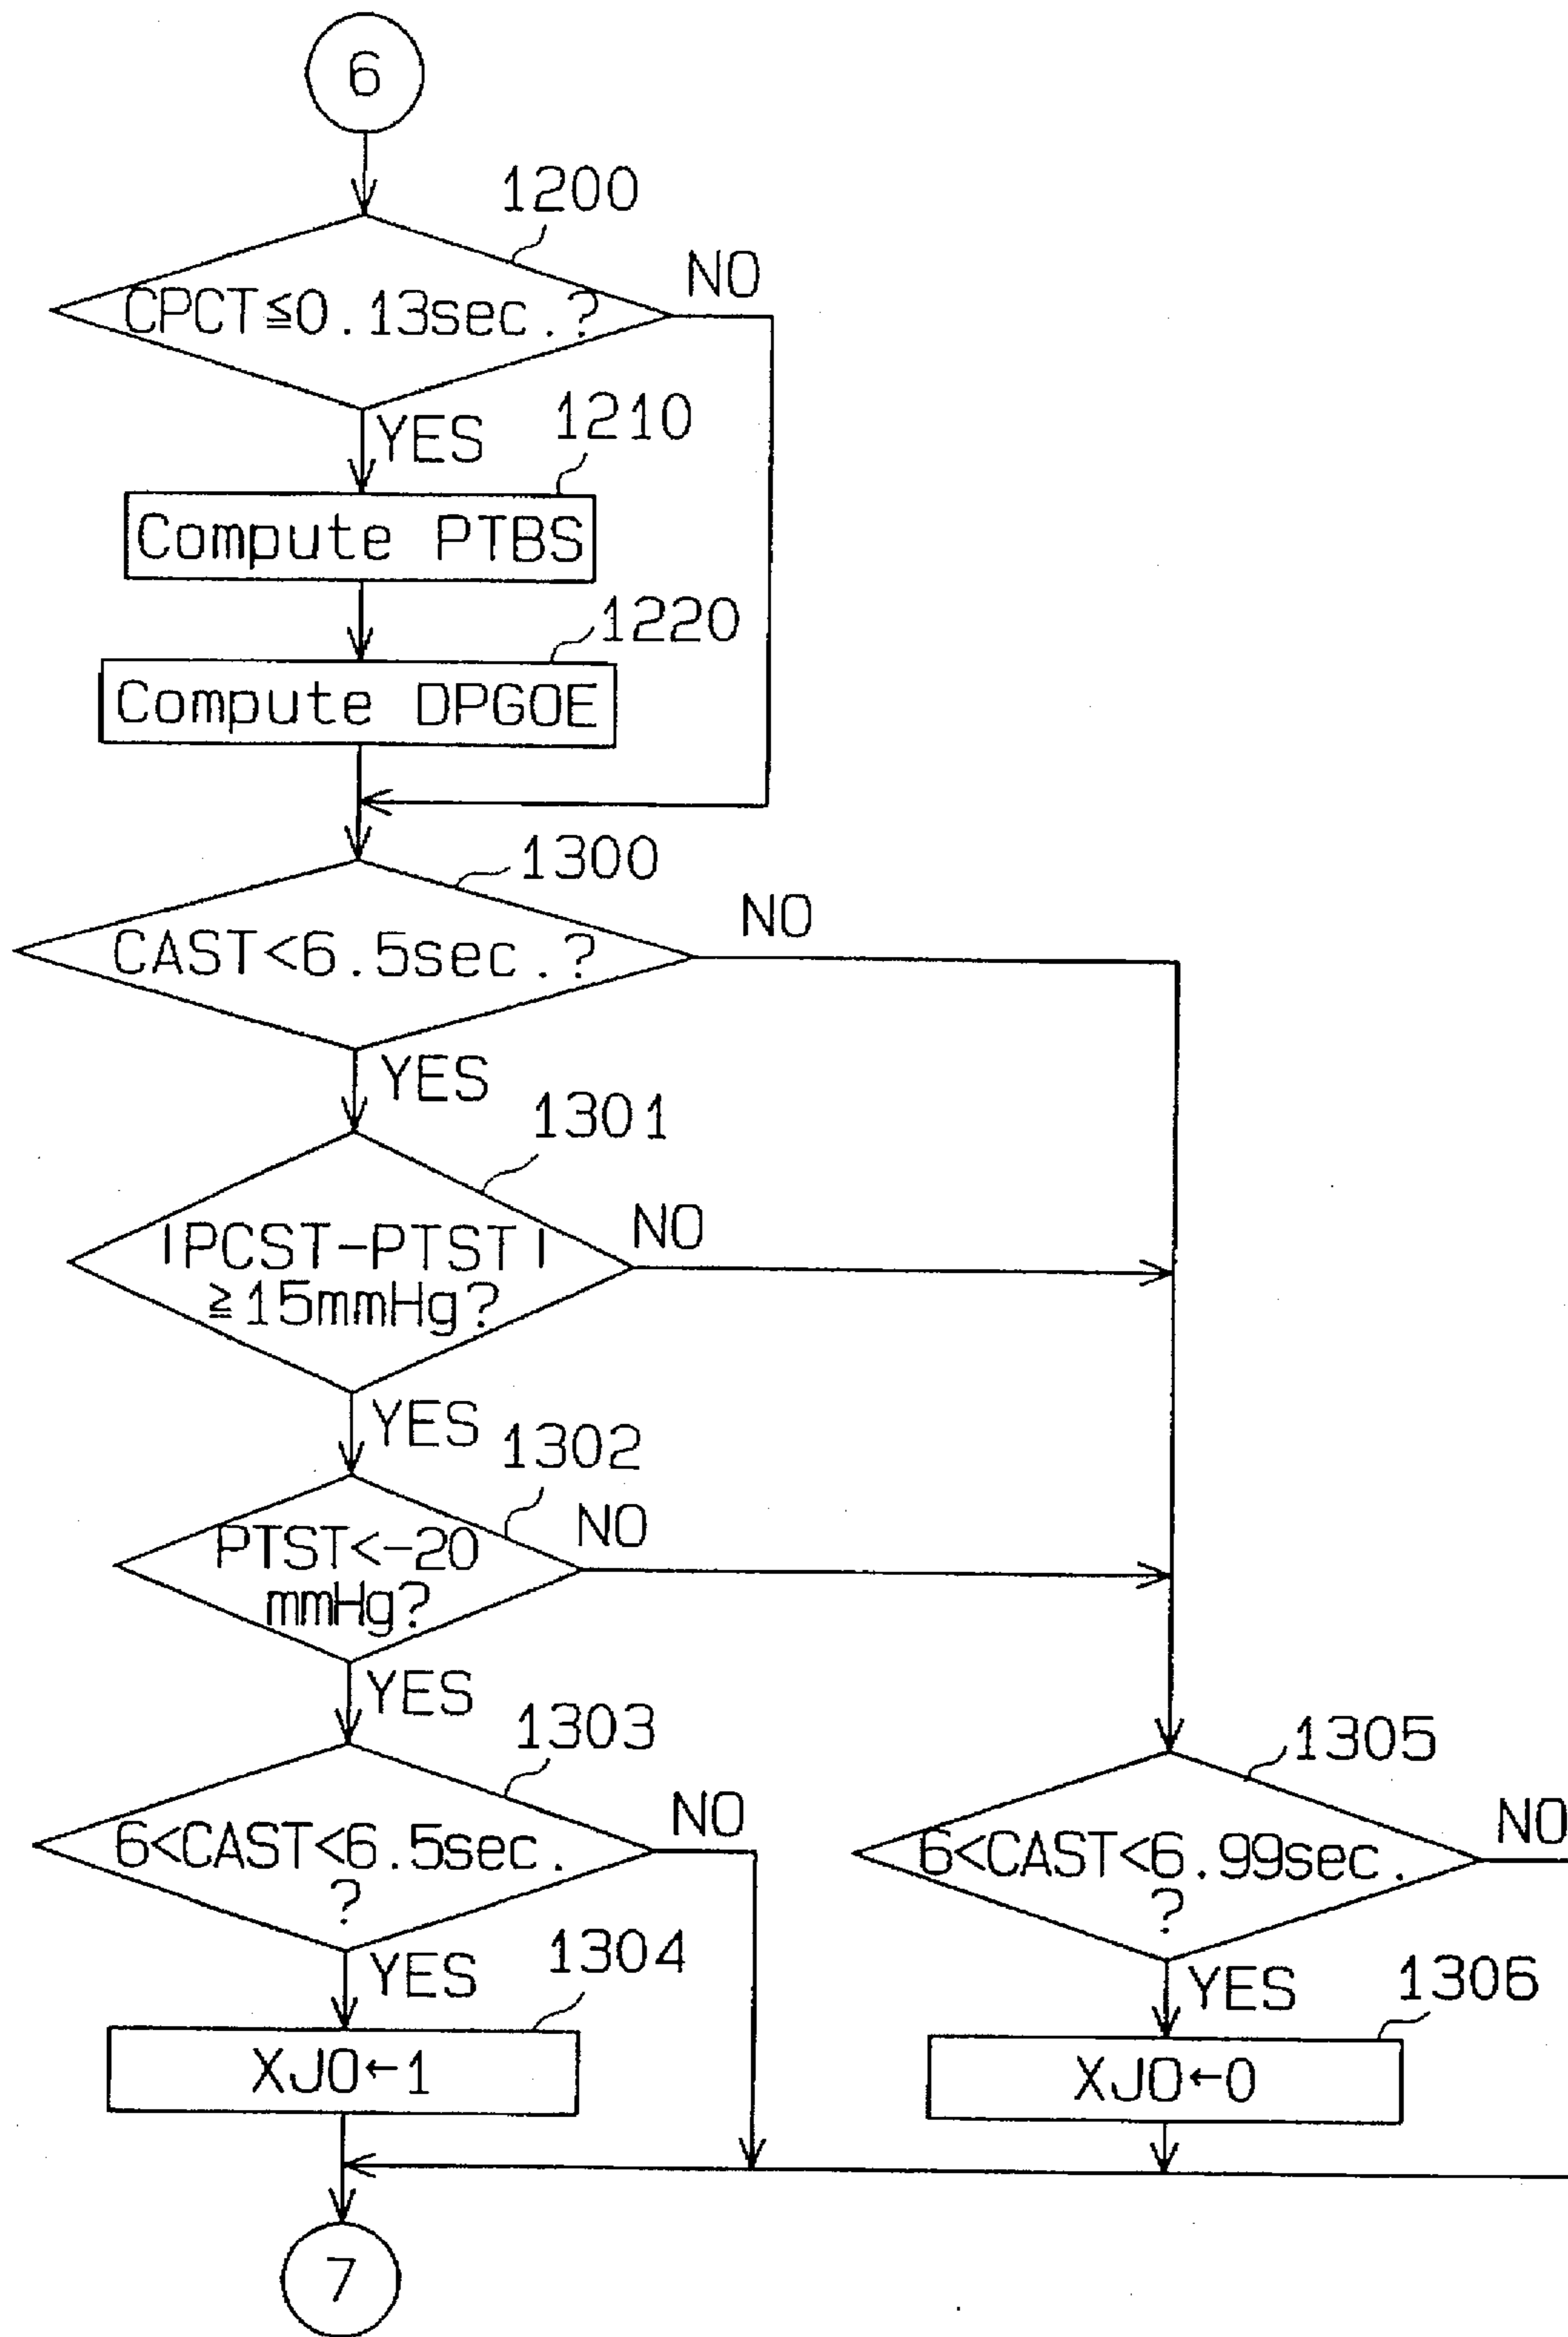 6
1200
CPCT≦0.13sec.?
NO
YES
1210
Compute PTBS
1220
Compute DPGOE
1300
CAST<6.5sec.?
NO
YES
1301
|PCST-PTST|
≧15mmHg?
NO
YES
1302
PTST<-20
mmHg?
NO
YES
1303
6<CAST<6.5sec.
?
NO
YES
1304
XJ0←1
1305
6<CAST<6.99sec.
?
NO
YES
1306
XJ0←0
7